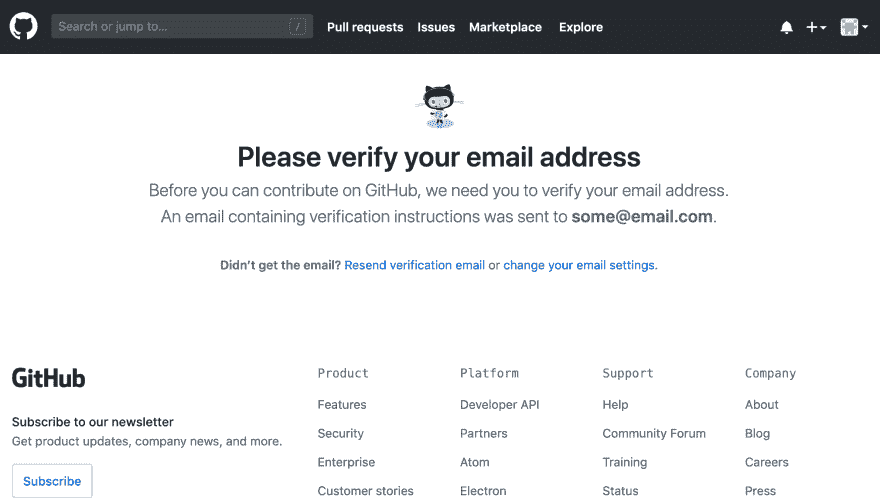 Search or jump to... /
Pull requests Issues Marketplace Explore
Please verify your email address
Before you can contribute on GitHub, we need you to verify your email address.
An email containing verification instructions was sent to some@email.com.
Didn’t get the email? Resend verification email or change your email settings.
GitHub
Subscribe to our newsletter
Get product updates, company news, and more.
Subscribe
Product
Features
Security
Enterprise
Customer stories
Platform
Developer API
Partners
Atom
Electron
Support
Help
Community Forum
Training
Status
Company
About
Blog
Careers
Press